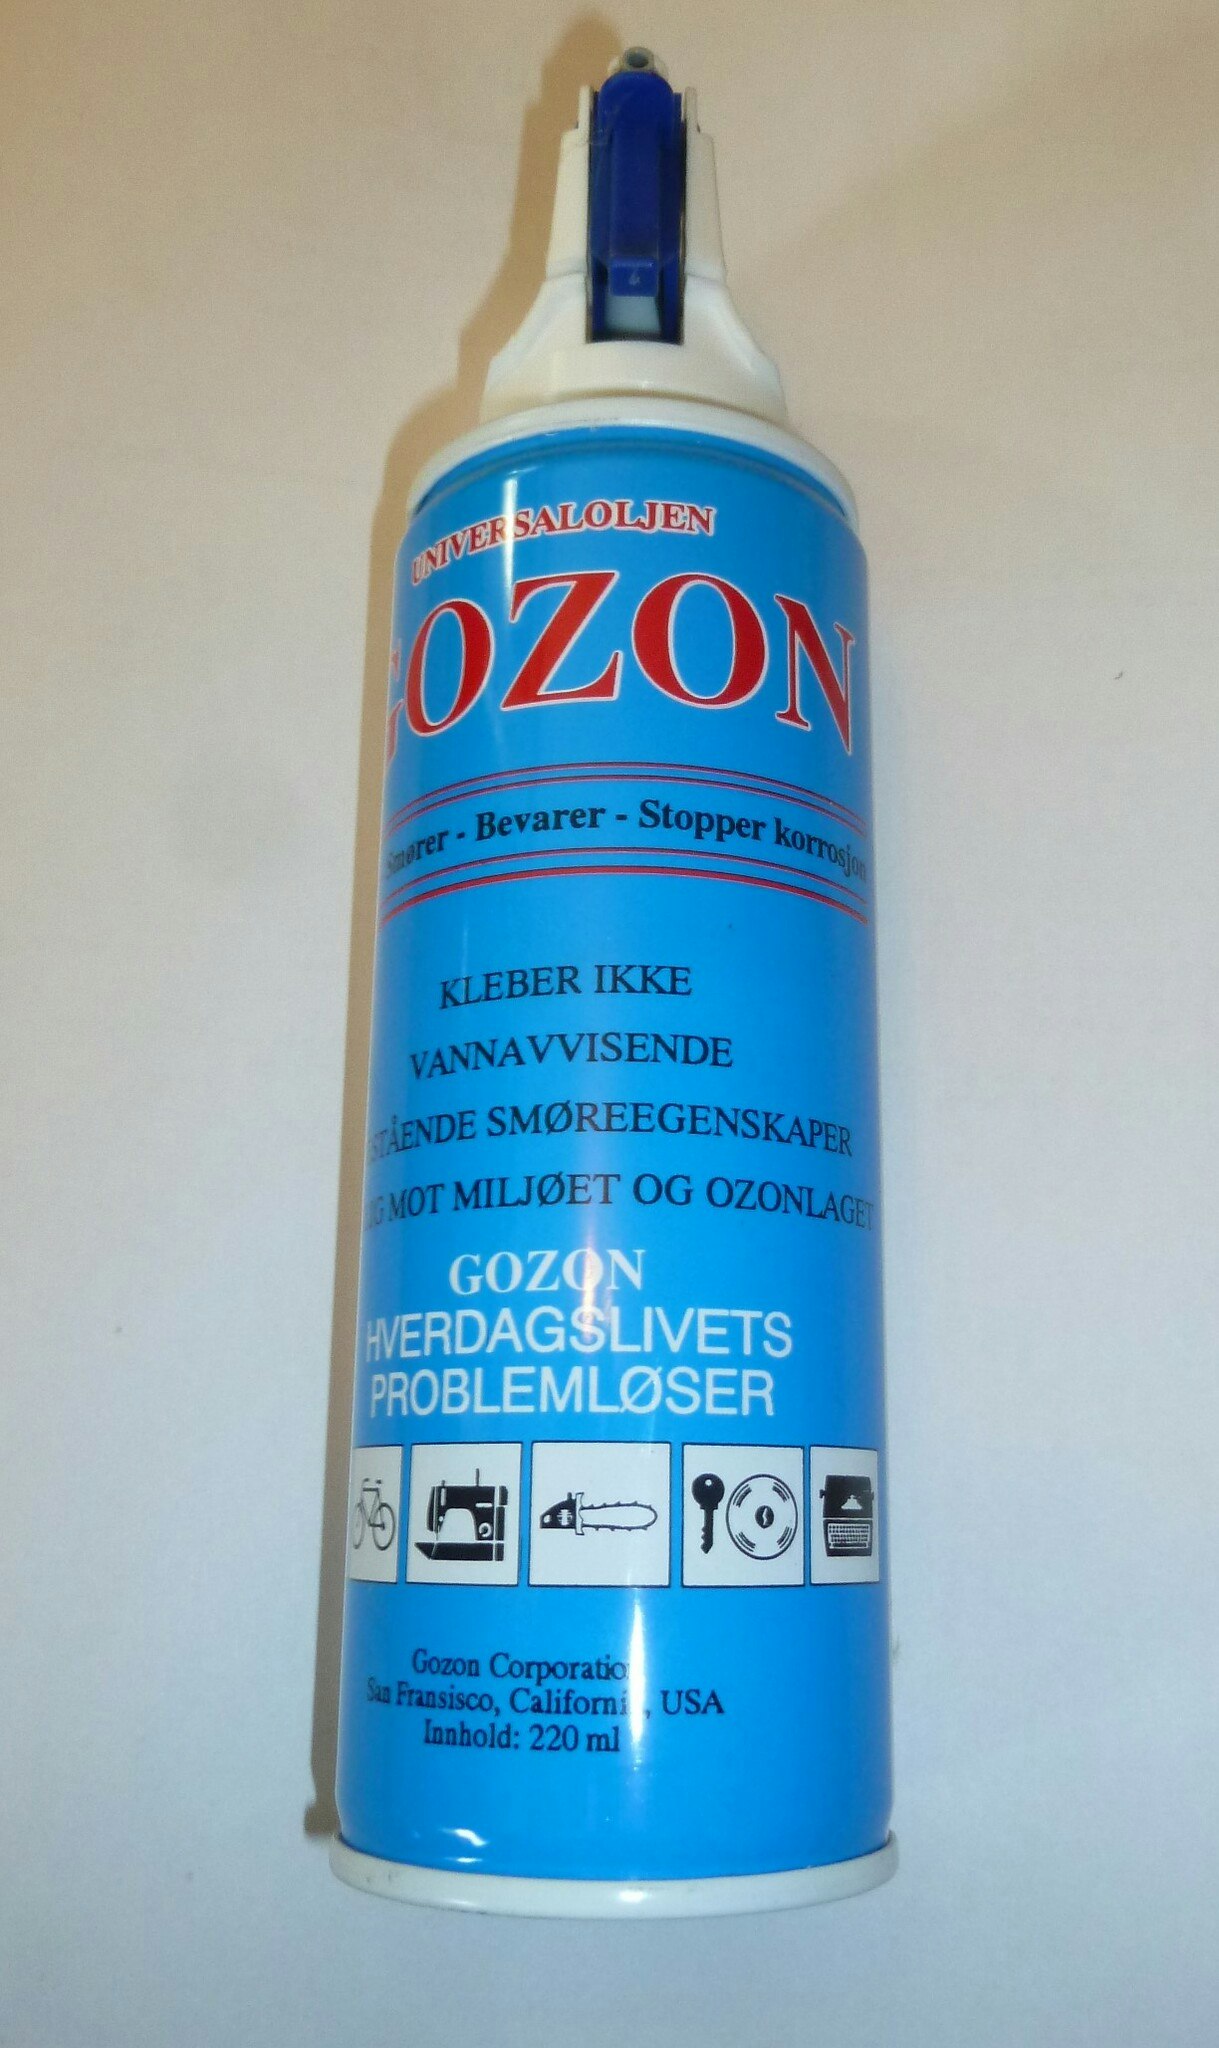 UNIVERSALOLJEN
GOZON
Smører - Bevarer - Stopper korrosjon
KLEBER IKKE
VANNAVVISENDE
STÅENDE SMØREEGENSKAPER
MOT MILJØET OG OZONLAGET
GOZON
HVERDAGSLIVETS
PROBLEMLØSER
Gozon Corporation
San Fransisco, California, USA
Innhold: 220 ml